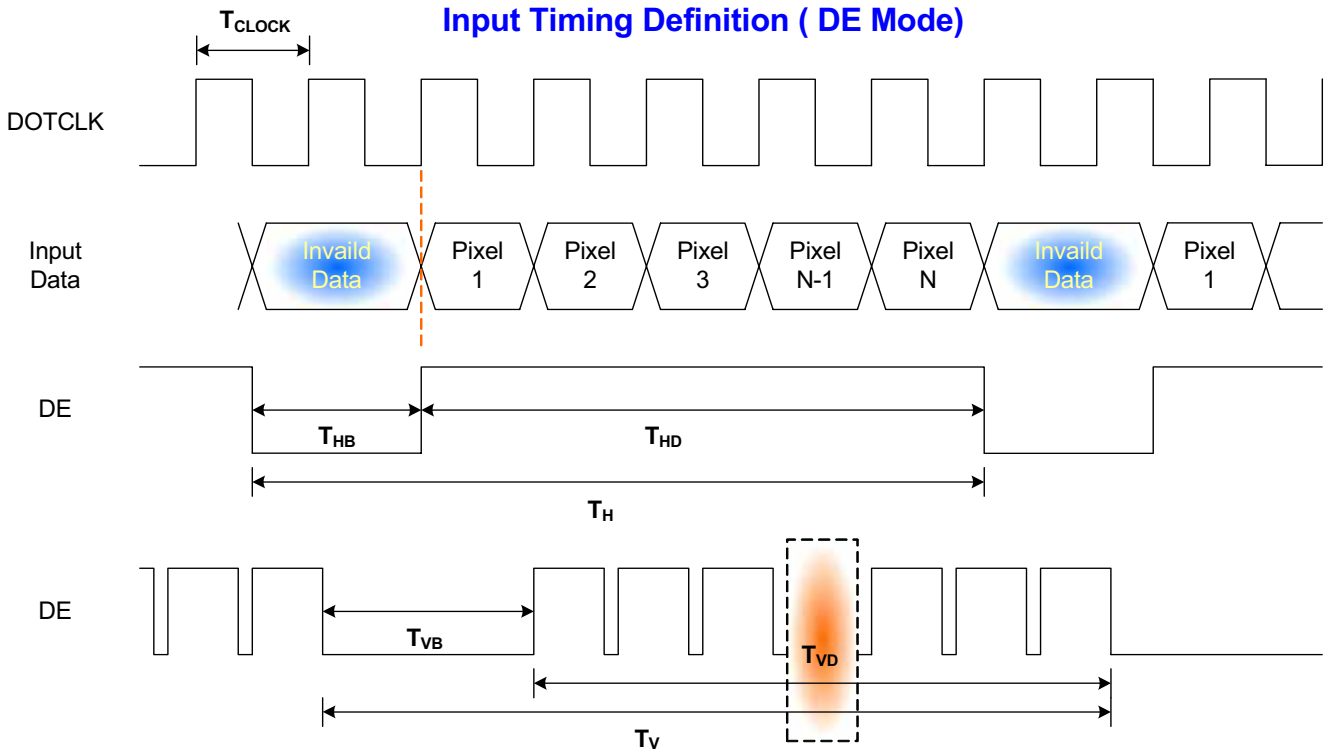 Input Timing Definition ( DE Mode)
TCLOCK
DOTCLK
Input
Data
Invaild
Data
Pixel
1
Pixel
2
Pixel
3
Pixel
N-1
Pixel
N
Invaild
Data
Pixel
1
DE
THB
THD
TH
DE
TVB
TVD
TV